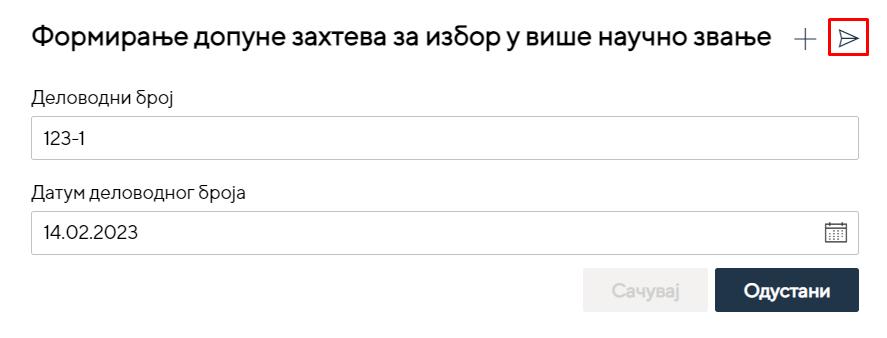 Формирање допуне захтева за избор у више научно звање
Деловодни број
123-1
Датум деловодног броја
14.02.2023
Сачувај Одустани